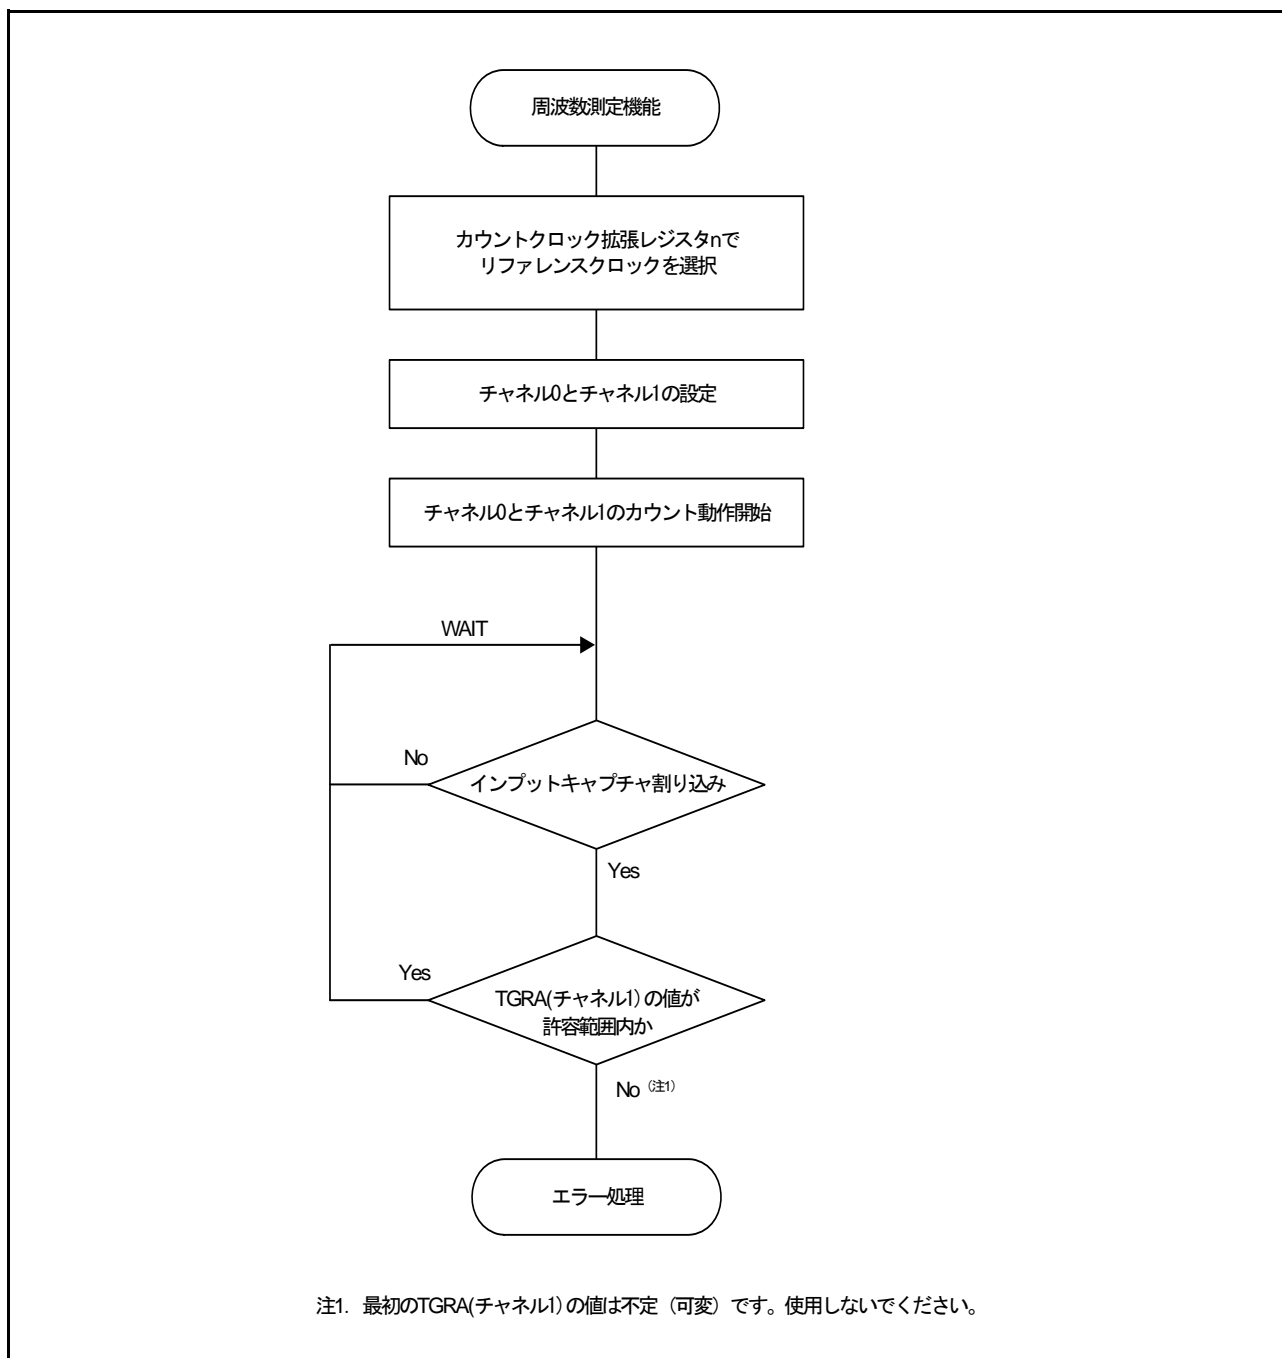 周波数測定機能
カウントクロック拡張レジスタnで
リファレンスクロックを選択
チャネル0とチャネル1の設定
チャネル0とチャネル1のカウント動作開始
WAIT
No
インプットキャプチャ割り込み
Yes
Yes
TGRA(チャネル1)の値が
許容範囲内か
No (注1)
エラー処理
注1. 最初のTGRA(チャネル1)の値は不定（可変）です。使用しないでください。